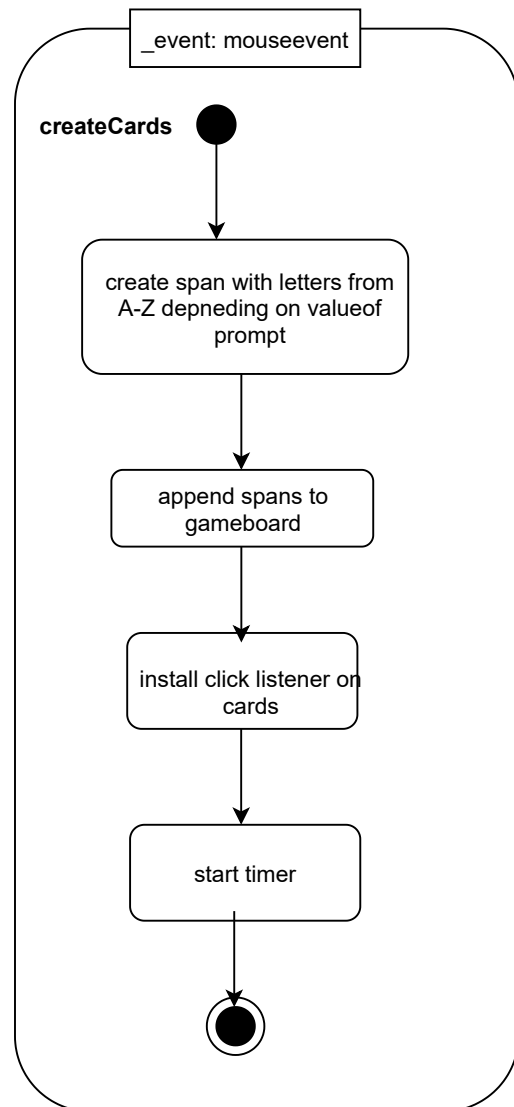 _event: mouseevent
createCards
create span with letters from
A-Z depneding on valueof
prompt
append spans to
gameboard
install click listener on
cards
start timer